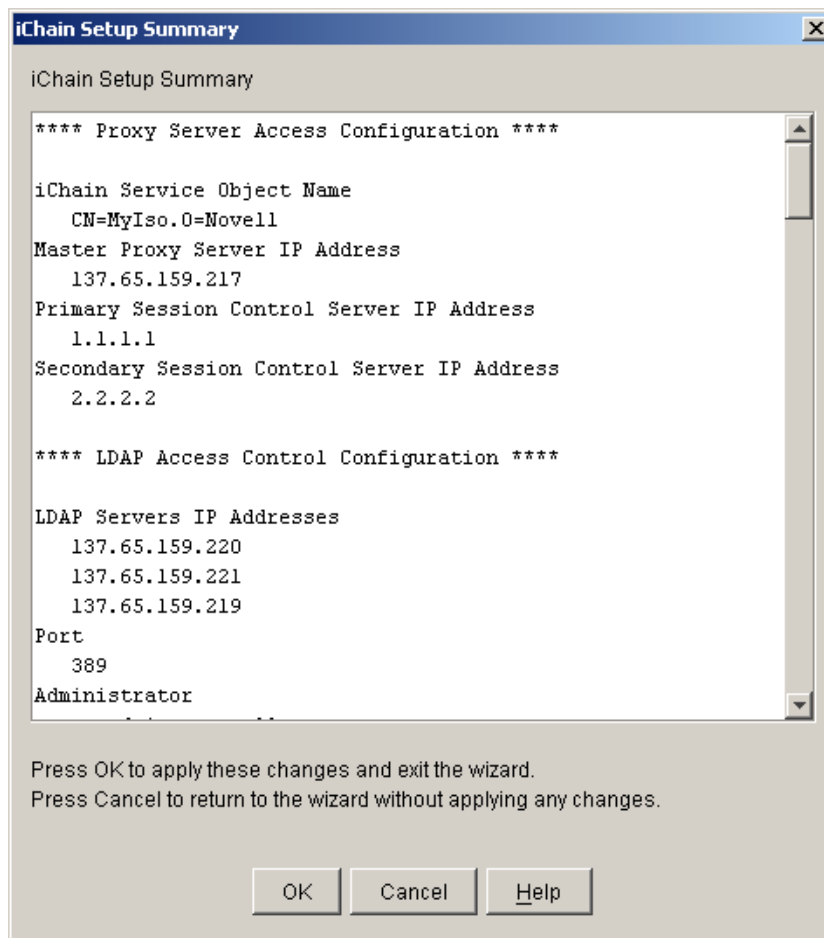 iChain Setup Summary
iChain Setup Summary
**** Proxy Server Access Configuration ****
iChain Service Object Name
CN=MyIso.O=Novell
Master Proxy Server IP Address
137.65.159.217
Primary Session Control Server IP Address
1.1.1.1
Secondary Session Control Server IP Address
2.2.2.2
**** LDAP Access Control Configuration ****
LDAP Servers IP Addresses
137.65.159.220
137.65.159.221
137.65.159.219
Port
389
Administrator
Press OK to apply these changes and exit the wizard.
Press Cancel to return to the wizard without applying any changes.
OK Cancel Help